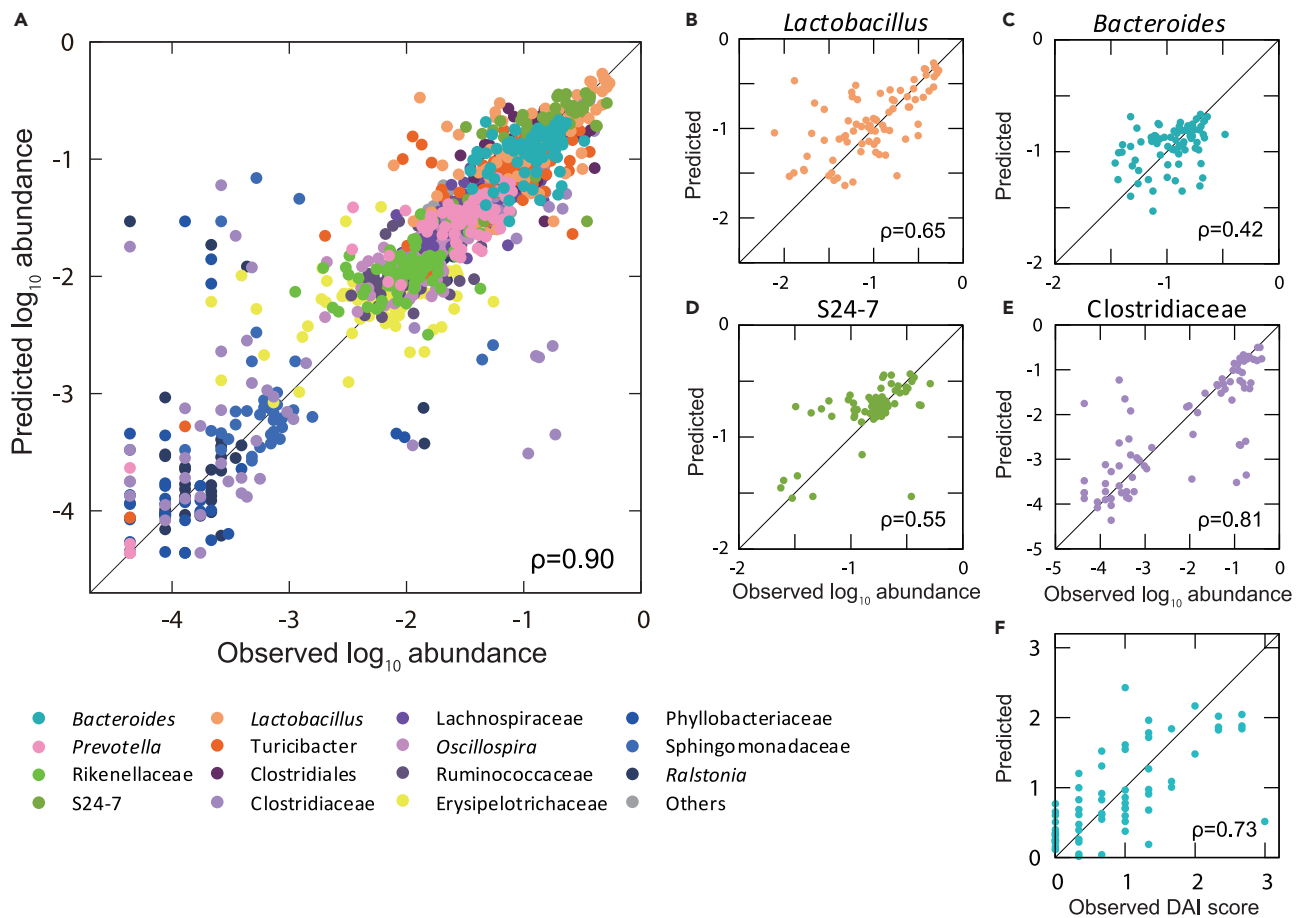 A
0
-1
-2
-3
-4
Predicted log10 abundance
-4
-3
-2
-1
0
Observed log10 abundance
ρ=0.90
B
Lactobacillus
0
-1
-2
Predicted
-2
-1
0
ρ=0.65
C
Bacteroides
0
-1
-2
Predicted
-2
-1
0
ρ=0.42
D
S24-7
0
-1
-2
Predicted
-2
-1
0
Observed log10 abundance
ρ=0.55
E
Clostridiaceae
0
-1
-2
-3
-4
-5
Predicted
-5
-4
-3
-2
-1
0
Observed log10 abundance
ρ=0.81
F
3
2
1
0
Predicted
0
1
2
3
Observed DAI score
ρ=0.73
Bacteroides
Prevotella
Rikenellaceae
S24-7
Lactobacillus
Turicibacter
Clostridiales
Clostridiaceae
Lachnospiraceae
Oscillospira
Ruminococcaceae
Erysipelotrichaceae
Phyllobacteriaceae
Sphingomonadaceae
Ralstonia
Others